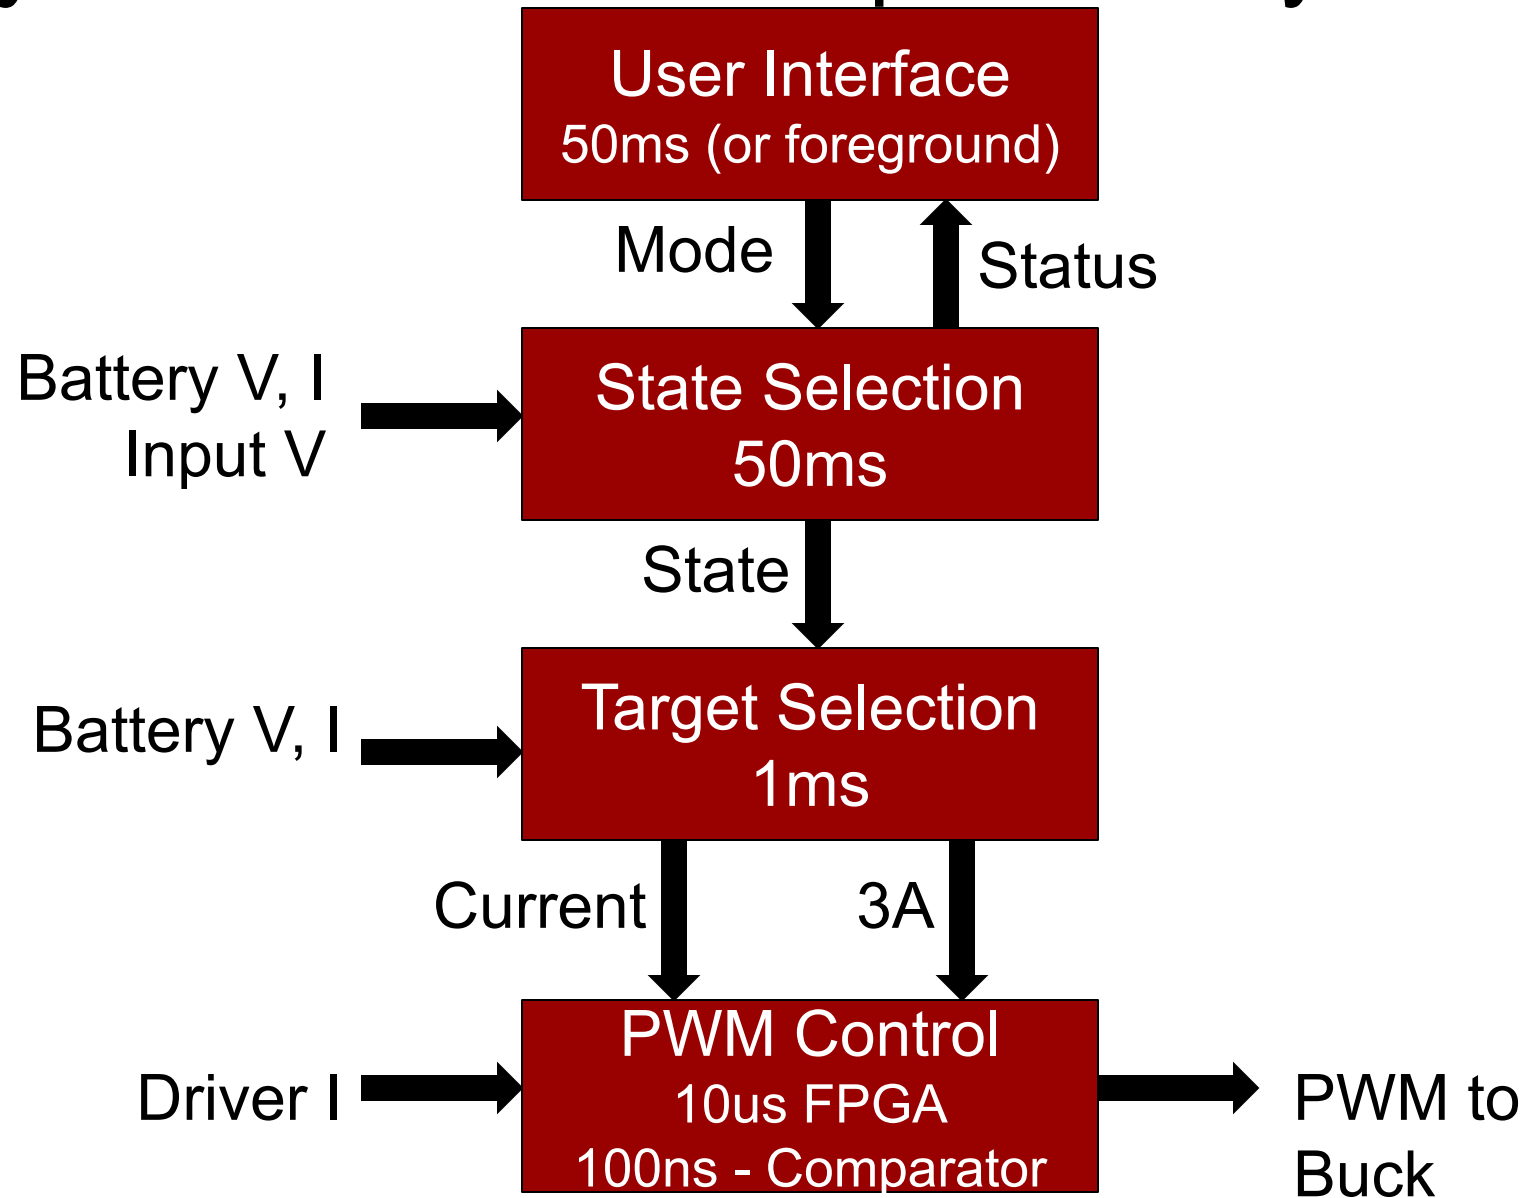 User Interface
50ms (or foreground)
Mode
Status
Battery V, I
Input V
State Selection
50ms
State
Battery V, I
Target Selection
1ms
Current
3A
Driver I
PWM Control
10us FPGA
100ns - Comparator
PWM to
Buck